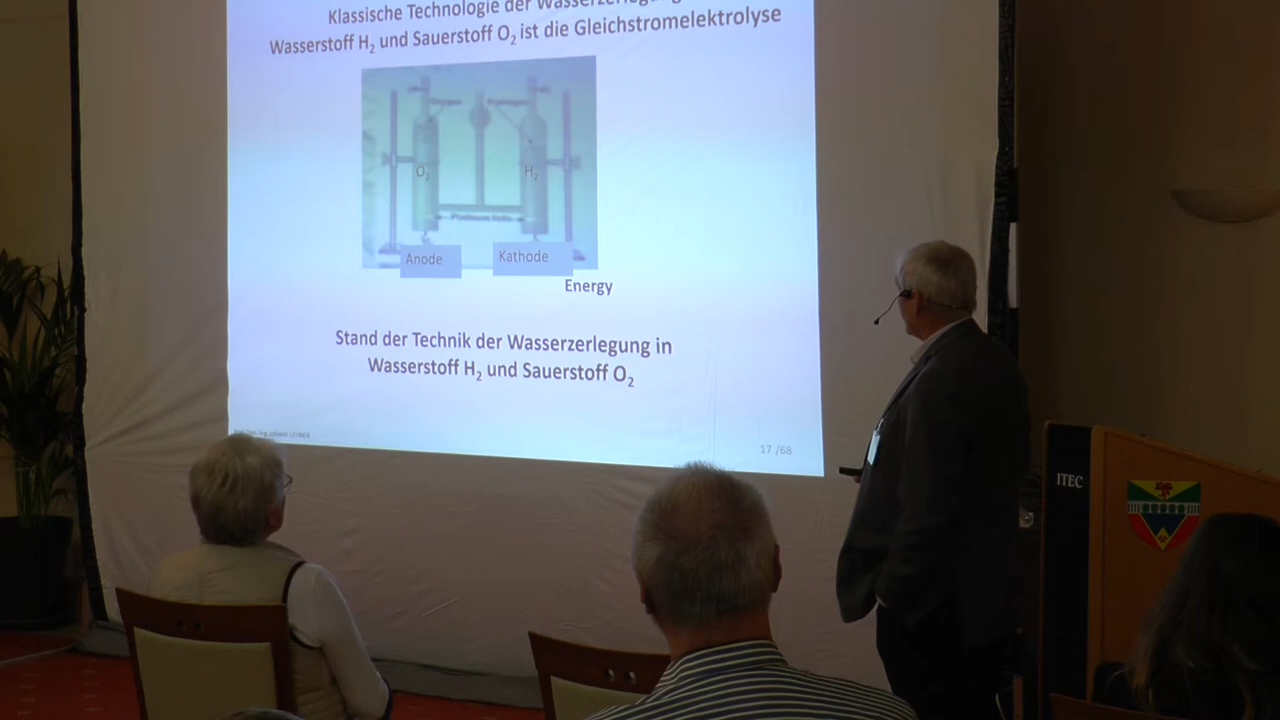 Klassische Technologie der Wasserzerlegung
Wasserstoff H₂ und Sauerstoff O₂ ist die Gleichstromelektrolyse
O₂
H₂
Anode
Kathode
Energy
Stand der Technik der Wasserzerlegung in
Wasserstoff H₂ und Sauerstoff O₂
17 /68
ITEC